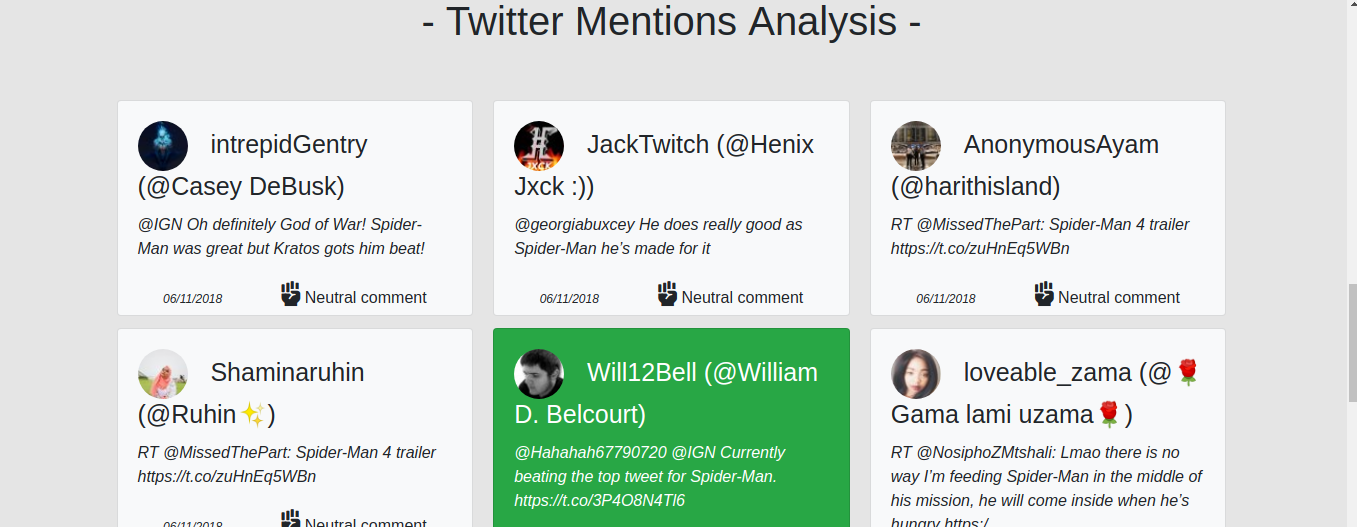 - Twitter Mentions Analysis -
intrepidGentry
(@Casey DeBusk)
@IGN Oh definitely God of War! Spider-
Man was great but Kratos gots him beat!
06/11/2018 Neutral comment
JackTwitch (@Henix
Jxck :))
@georgiabuxcey He does really good as
Spider-Man he’s made for it
06/11/2018 Neutral comment
AnonymousAyam
(@harithisland)
RT @MissedThePart: Spider-Man 4 trailer
https://t.co/zuHnEq5WBn
06/11/2018 Neutral comment
Shaminaruhin
(@Ruhin✨)
RT @MissedThePart: Spider-Man 4 trailer
https://t.co/zuHnEq5WBn
06/11/2018 Neutral comment
Will12Bell (@William
D. Belcourt)
@Hahahah67790720 @IGN Currently
beating the top tweet for Spider-Man.
https://t.co/3P4O8N4Tl6
loveable_zama (@🌹
Gama lami uzama🌹)
RT @NosiphoZMtshali: Lmao there is no
way I’m feeding Spider-Man in the middle of
his mission, he will come inside when he’s
hungry https:/